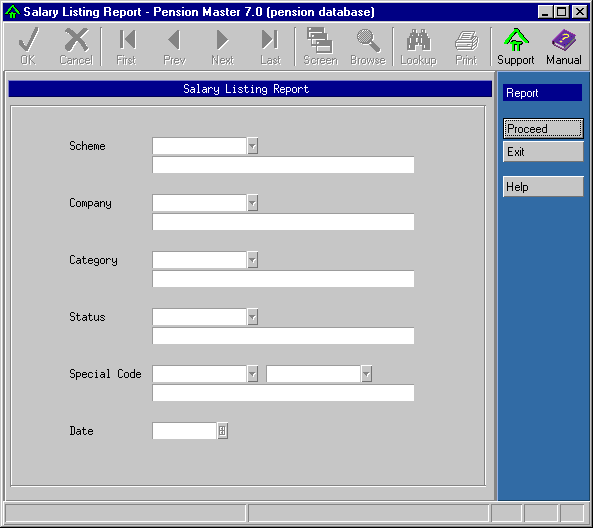 Salary Listing Report - Pension Master 7.0 (pension database)
OK Cancel First Prev Next Last Screen Browse Lookup Print Support Manual
Salary Listing Report
Report
Proceed
Exit
Help
Scheme
Company
Category
Status
Special Code
Date